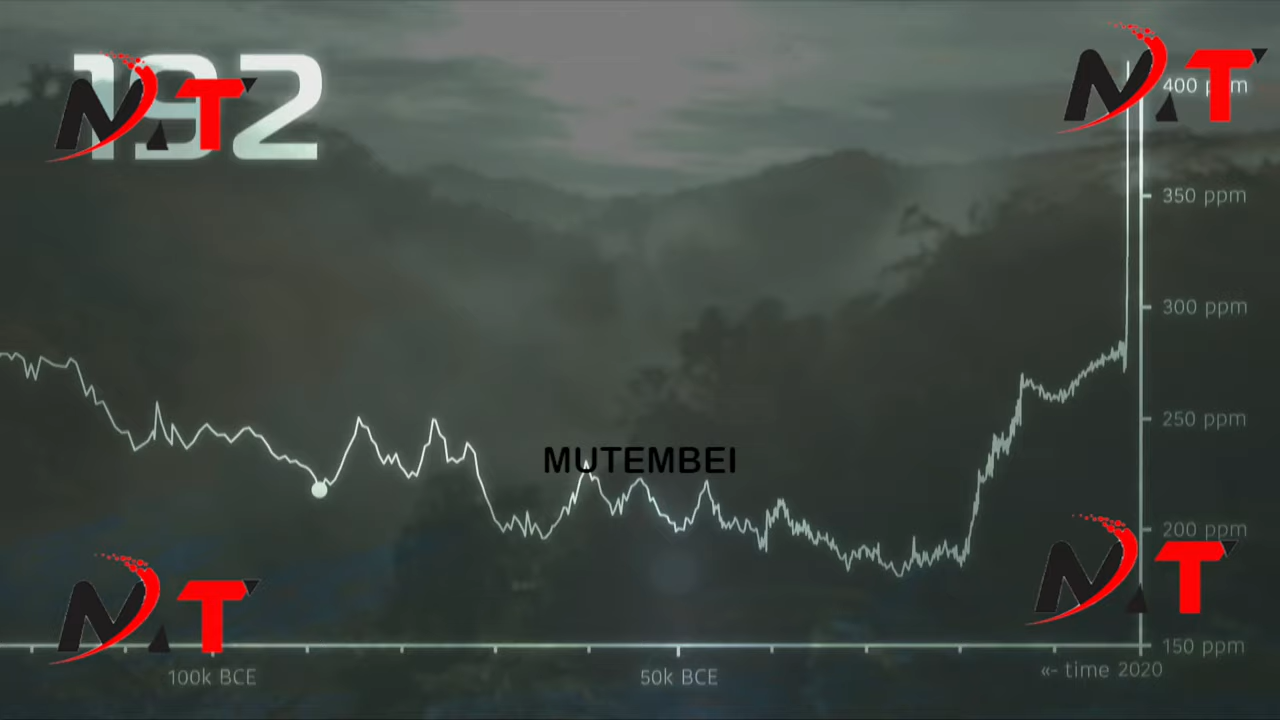 192
N.T
N.T
400 ppm
350 ppm
300 ppm
250 ppm
MUTEMBEI
200 ppm
N.T
N.T
150 ppm
100k BCE
50k BCE
«- time 2020